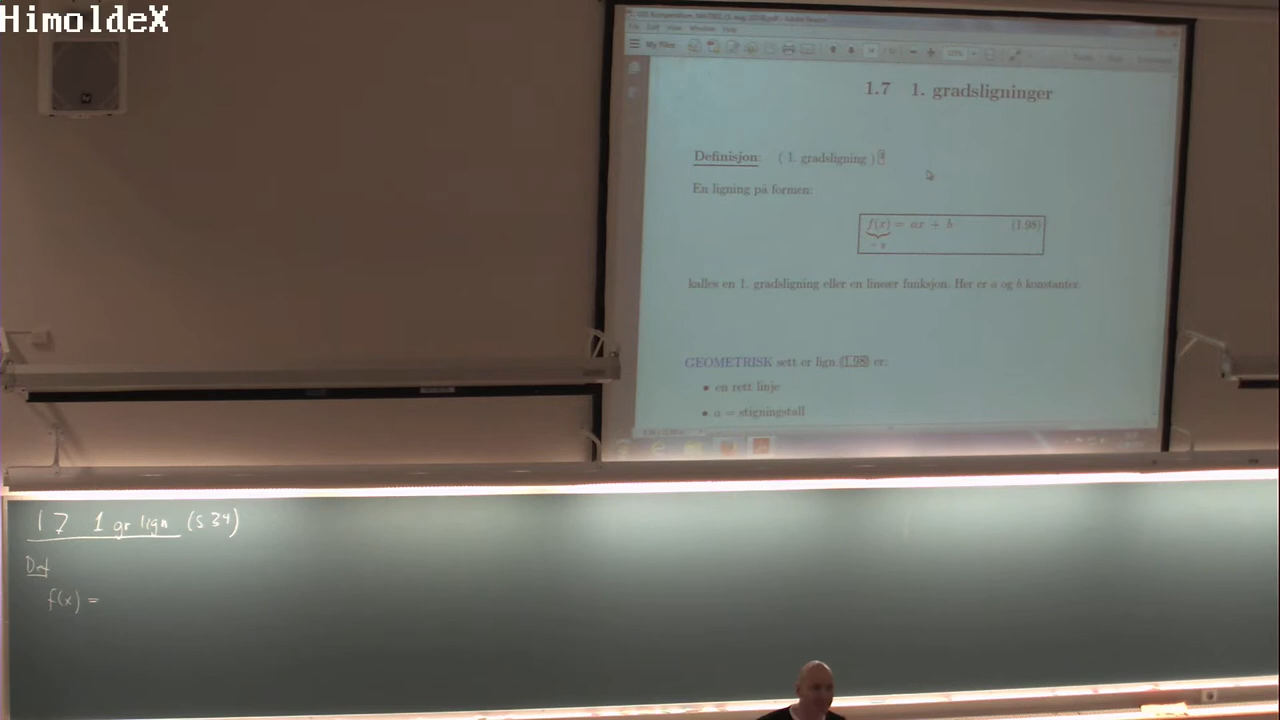 HimoldeX
My Files
1.7 1. gradsligninger
Definisjon: ( 1. gradsligning )
En ligning på formen:
f(x) = ax + b (1.98)
= y
kalles en 1. gradsligning eller en lineær funksjon. Her er a og b konstanter.
GEOMETRISK sett er lign.(1.98) er:
• en rett linje
• a = stigningstall
1 7 1 gr lign (s 34)
Def
f(x) =